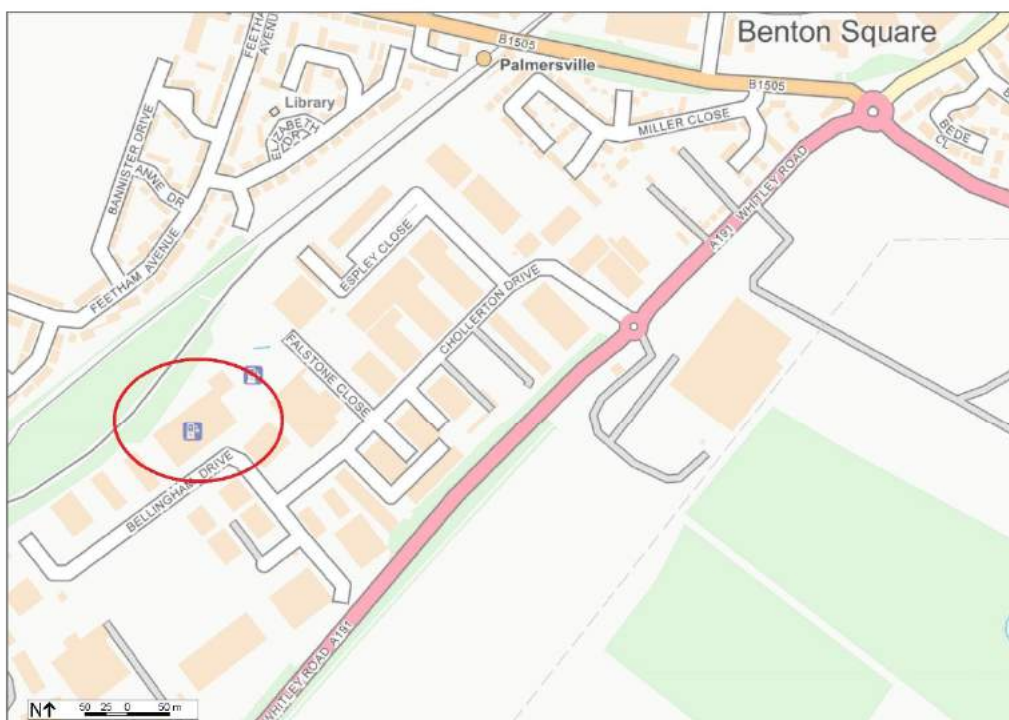 FEETHAM AVENUE
FEETHAM AVEN
B1505
Benton Square
Palmersville
B1505
Library
ELIZABETH DR
BANNISTER DRIVE
ANNE DR
MILLER CLOSE
BEDE CL
A191 WHITLEY ROAD
FEETHAM AVENUE
ESPLEY CLOSE
CHOLLERTON DRIVE
FALSTONE CLOSE
BELLINGHAM DRIVE
WHITLEY ROAD A191
N 50 25 0 50 m